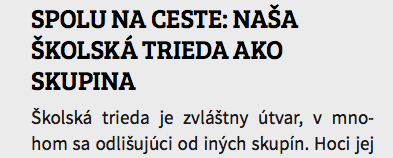 SPOLU NA CESTE: NAŠA
ŠKOLSKÁ TRIEDA AKO
SKUPINA
Školská trieda je zvláštny útvar, v mno-
hom sa odlišujúci od iných skupín. Hoci jej